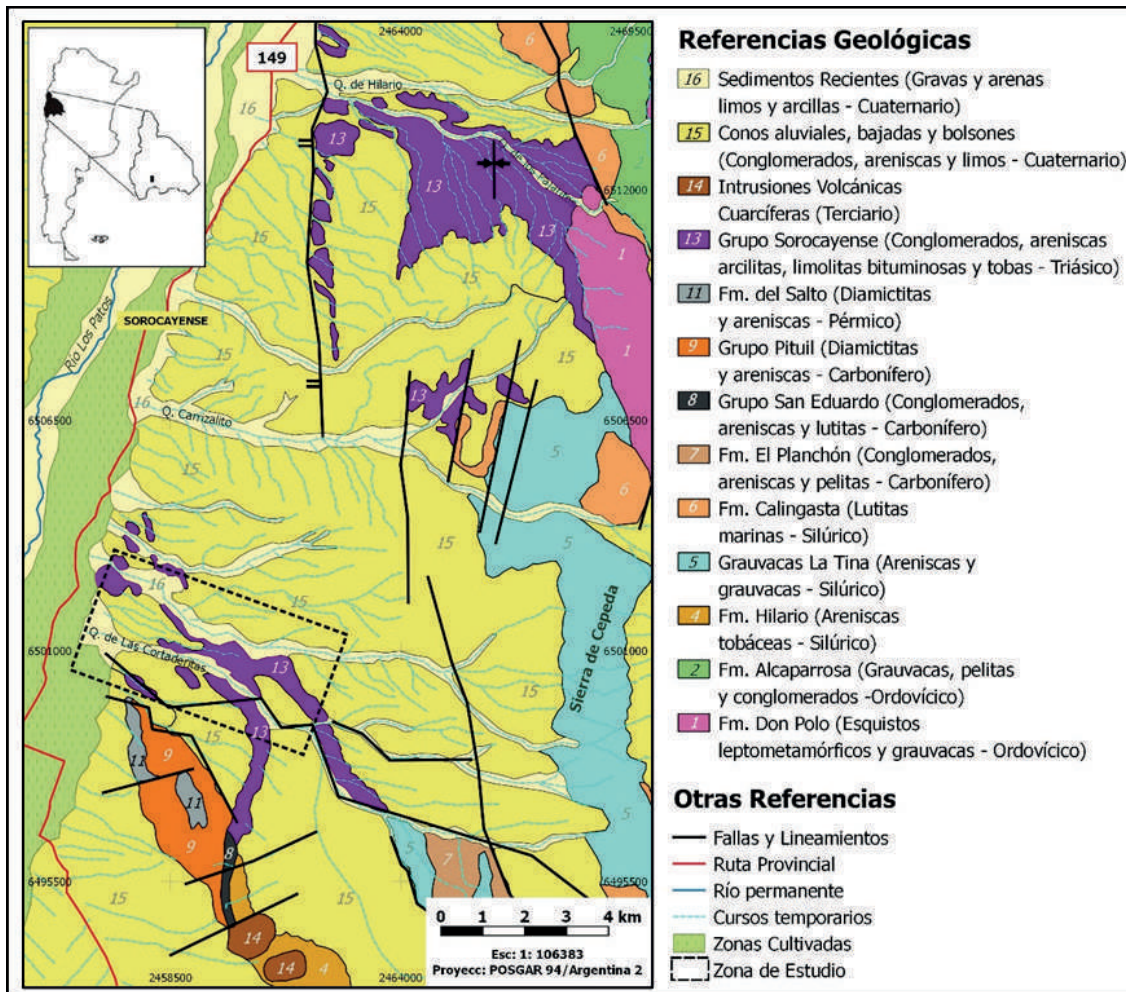 2464000
2469500
149
Q. de Hilario
6
2
16
13
6
13
15
6512000
15
13
1
15
Río Los Patos
SOROCAYENSE
15
15
1
13
16
Q. Carrizalito
6506500
6506500
5
6
15
15
16
15
5
6501000
Q. de Las Cortaderitas
13
6501000
Sierra de Cepeda
15
13
9
11
11
9
8
7
5
5
6495500
15
15
6495500
14
14
4
2458500
2464000
0 1 2 3 4 km
Esc: 1: 106383
Proyecc: POSGAR 94/Argentina 2
Referencias Geológicas
16 Sedimentos Recientes (Gravas y arenas
limos y arcillas - Cuaternario)
15 Conos aluviales, bajadas y bolsones
(Conglomerados, areniscas y limos - Cuaternario)
14 Intrusiones Volcánicas
Cuarcíferas (Terciario)
13 Grupo Sorocayense (Conglomerados, areniscas
arcilitas, limolitas bituminosas y tobas - Triásico)
11 Fm. del Salto (Diamictitas
y areniscas - Pérmico)
9 Grupo Pituil (Diamictitas
y areniscas - Carbonífero)
8 Grupo San Eduardo (Conglomerados,
areniscas y lutitas - Carbonífero)
7 Fm. El Planchón (Conglomerados,
areniscas y pelitas - Carbonífero)
6 Fm. Calingasta (Lutitas
marinas - Silúrico)
5 Grauvacas La Tina (Areniscas y
grauvacas - Silúrico)
4 Fm. Hilario (Areniscas
tobáceas - Silúrico)
2 Fm. Alcaparrosa (Grauvacas, pelitas
y conglomerados -Ordovícico)
1 Fm. Don Polo (Esquistos
leptometamórficos y grauvacas - Ordovícico)
Otras Referencias
Fallas y Lineamientos
Ruta Provincial
Río permanente
Cursos temporarios
Zonas Cultivadas
Zona de Estudio